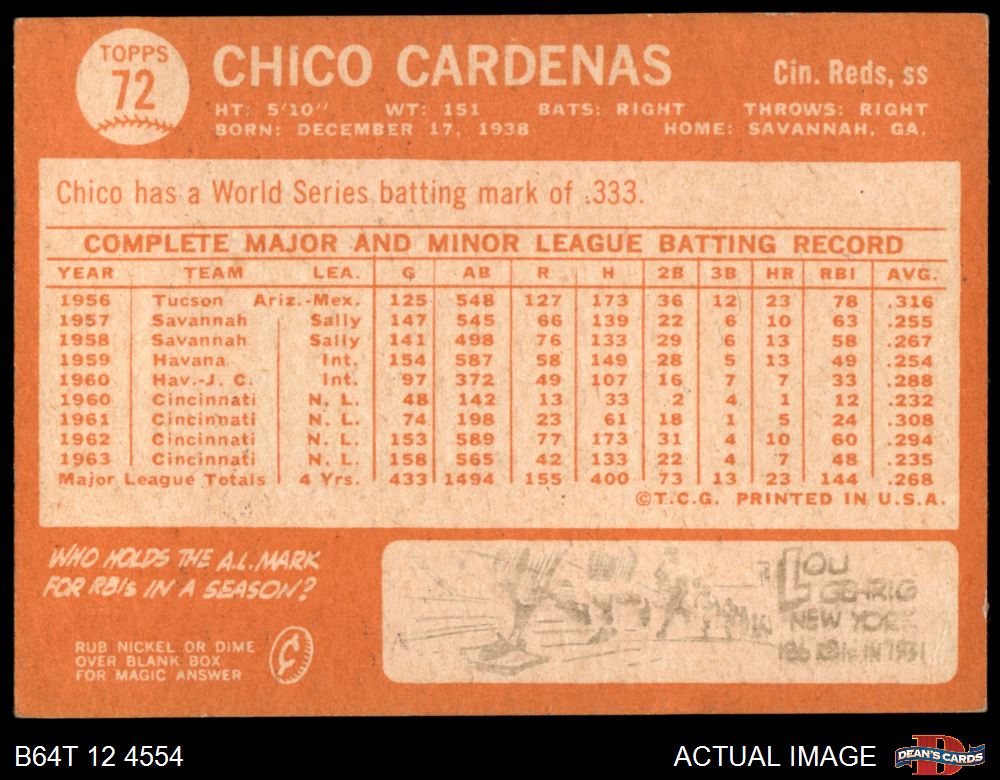 TOPPS
72
CHICO CARDENAS
Cin. Reds, ss
HT: 5'10" WT: 151 BATS: RIGHT THROWS: RIGHT
BORN: DECEMBER 17, 1938 HOME: SAVANNAH, GA.
Chico has a World Series batting mark of .333.
COMPLETE MAJOR AND MINOR LEAGUE BATTING RECORD
YEAR TEAM LEA. G AB R H 2B 3B HR RBI AVG.
1956 Tucson Ariz.-Mex. 125 548 127 173 36 12 23 78 .316
1957 Savannah Sally 147 545 66 139 22 6 10 63 .255
1958 Savannah Sally 141 498 76 133 29 6 13 58 .267
1959 Havana Int. 154 587 58 149 28 5 13 49 .254
1960 Hav.-J. C. Int. 97 372 49 107 16 7 7 33 .288
1960 Cincinnati N. L. 48 142 13 33 2 4 1 12 .232
1961 Cincinnati N. L. 74 198 23 61 18 1 5 24 .308
1962 Cincinnati N. L. 153 589 77 173 31 4 10 60 .294
1963 Cincinnati N. L. 158 565 42 133 22 4 7 48 .235
Major League Totals 4 Yrs. 433 1494 155 400 73 13 23 144 .268
©T.C.G. PRINTED IN U.S.A.
WHO HOLDS THE A.L. MARK
FOR RBIs IN A SEASON?
RUB NICKEL OR DIME
OVER BLANK BOX
FOR MAGIC ANSWER
LOU
GEHRIG
NEW YORK
186 RBIs IN 1931
B64T 12 4554
ACTUAL IMAGE
DEAN'S CARDS